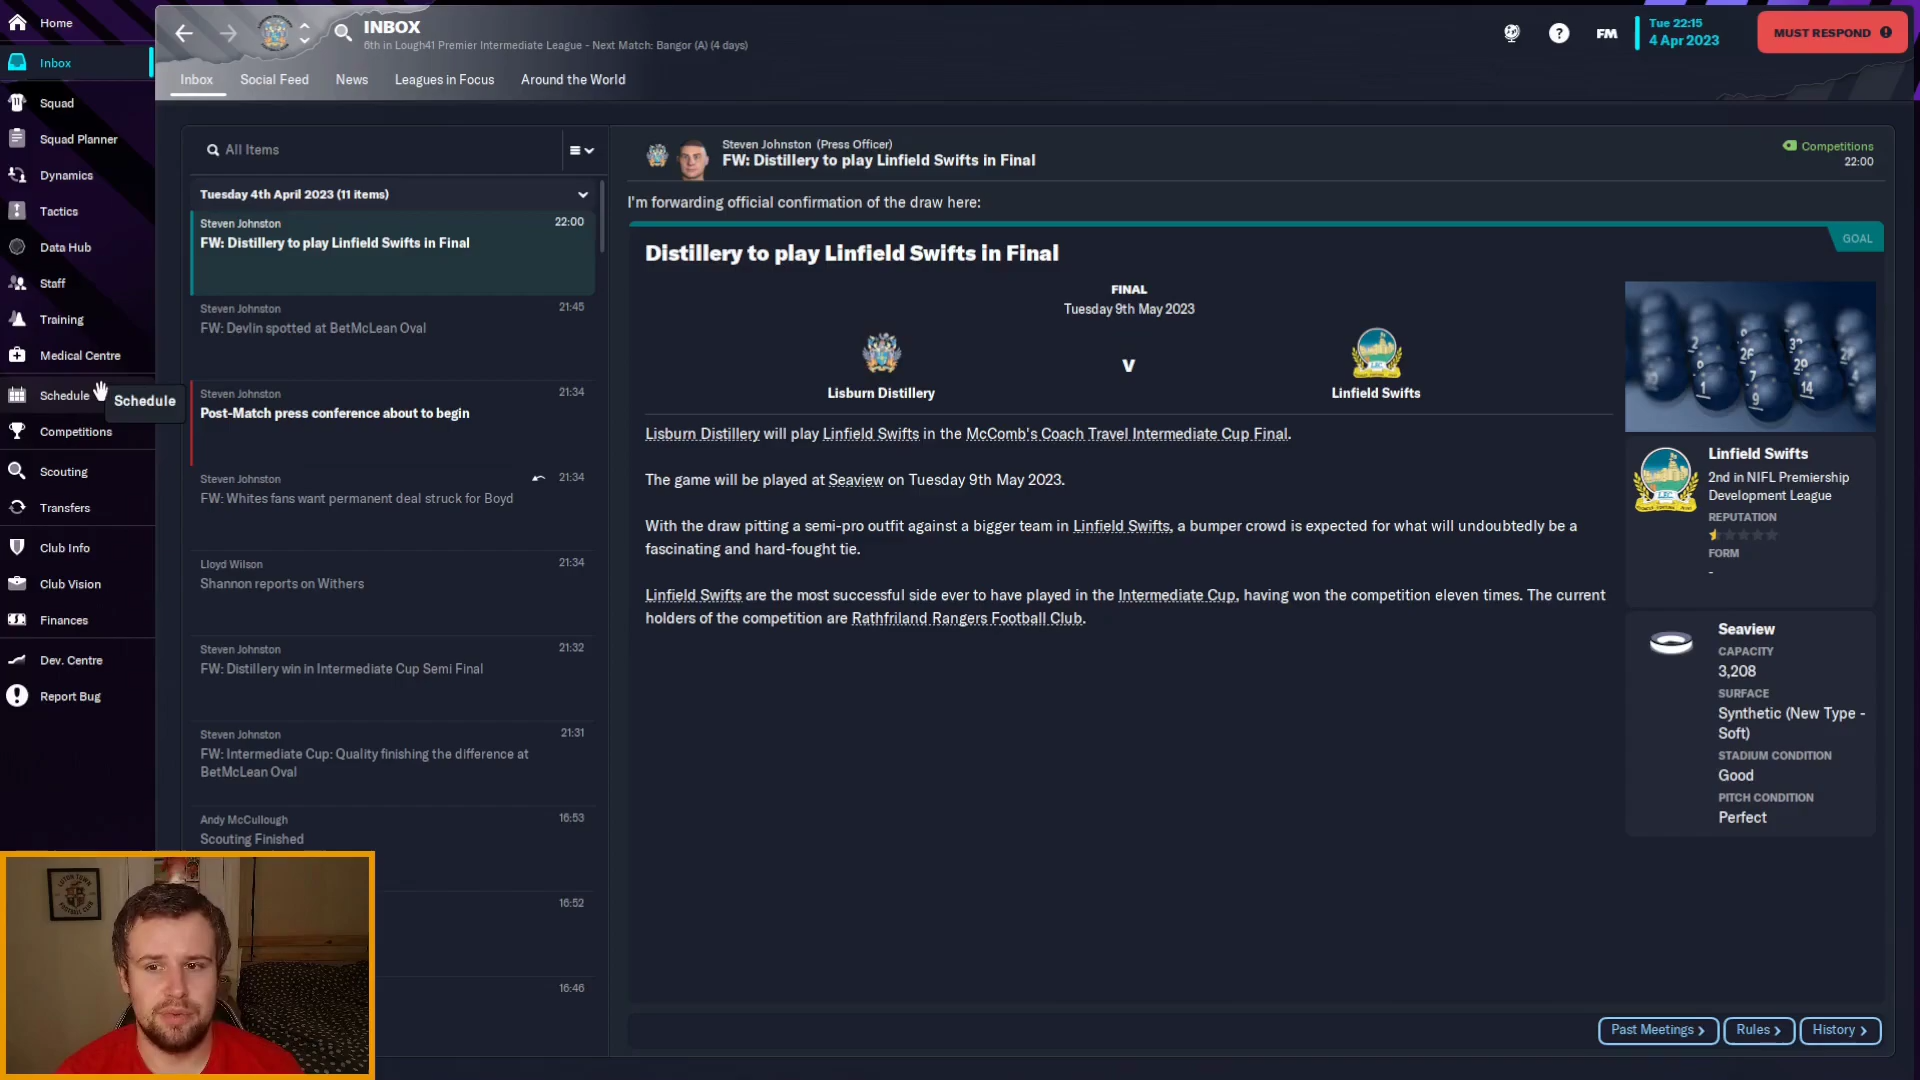 Home
Inbox
Squad
Squad Planner
Dynamics
Tactics
Data Hub
Staff
Training
Medical Centre
Schedule
Schedule
Competitions
Scouting
Transfers
Club Info
Club Vision
Finances
Dev. Centre
Report Bug
INBOX
6th in Lough41 Premier Intermediate League - Next Match: Bangor (A) (4 days)
FM
Tue 22:15
4 Apr 2023
MUST RESPOND
Inbox Social Feed News Leagues in Focus Around the World
All Items
Tuesday 4th April 2023 (11 items)
Steven Johnston 22:00
FW: Distillery to play Linfield Swifts in Final
Steven Johnston 21:45
FW: Devlin spotted at BetMcLean Oval
Steven Johnston 21:34
Post-Match press conference about to begin
Steven Johnston 21:34
FW: Whites fans want permanent deal struck for Boyd
Lloyd Wilson 21:34
Shannon reports on Withers
Steven Johnston 21:32
FW: Distillery win in Intermediate Cup Semi Final
Steven Johnston 21:31
FW: Intermediate Cup: Quality finishing the difference at
BetMcLean Oval
Andy McCullough 16:53
Scouting Finished
16:52
16:46
Steven Johnston (Press Officer)
FW: Distillery to play Linfield Swifts in Final
Competitions
22:00
I'm forwarding official confirmation of the draw here:
GOAL
Distillery to play Linfield Swifts in Final
FINAL
Tuesday 9th May 2023
V
Lisburn Distillery Linfield Swifts
Lisburn Distillery will play Linfield Swifts in the McComb's Coach Travel Intermediate Cup Final.
The game will be played at Seaview on Tuesday 9th May 2023.
With the draw pitting a semi-pro outfit against a bigger team in Linfield Swifts, a bumper crowd is expected for what will undoubtedly be a
fascinating and hard-fought tie.
Linfield Swifts are the most successful side ever to have played in the Intermediate Cup, having won the competition eleven times. The current
holders of the competition are Rathfriland Rangers Football Club.
Linfield Swifts
2nd in NIFL Premiership
Development League
REPUTATION
FORM
-
Seaview
CAPACITY
3,208
SURFACE
Synthetic (New Type -
Soft)
STADIUM CONDITION
Good
PITCH CONDITION
Perfect
Past Meetings Rules History
LUTON TOWN
FOOTBALL CLUB